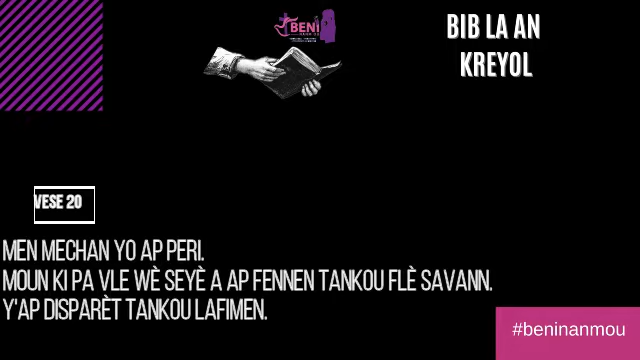 BENI
BIB LA AN
KREYOL
VESE 20
MEN MECHAN YO AP PERI.
MOUN KI PA VLE WÈ SEYÈ A AP FENNEN TANKOU FLÈ SAVANN.
Y'AP DISPARÈT TANKOU LAFIMEN.
#beninanmou